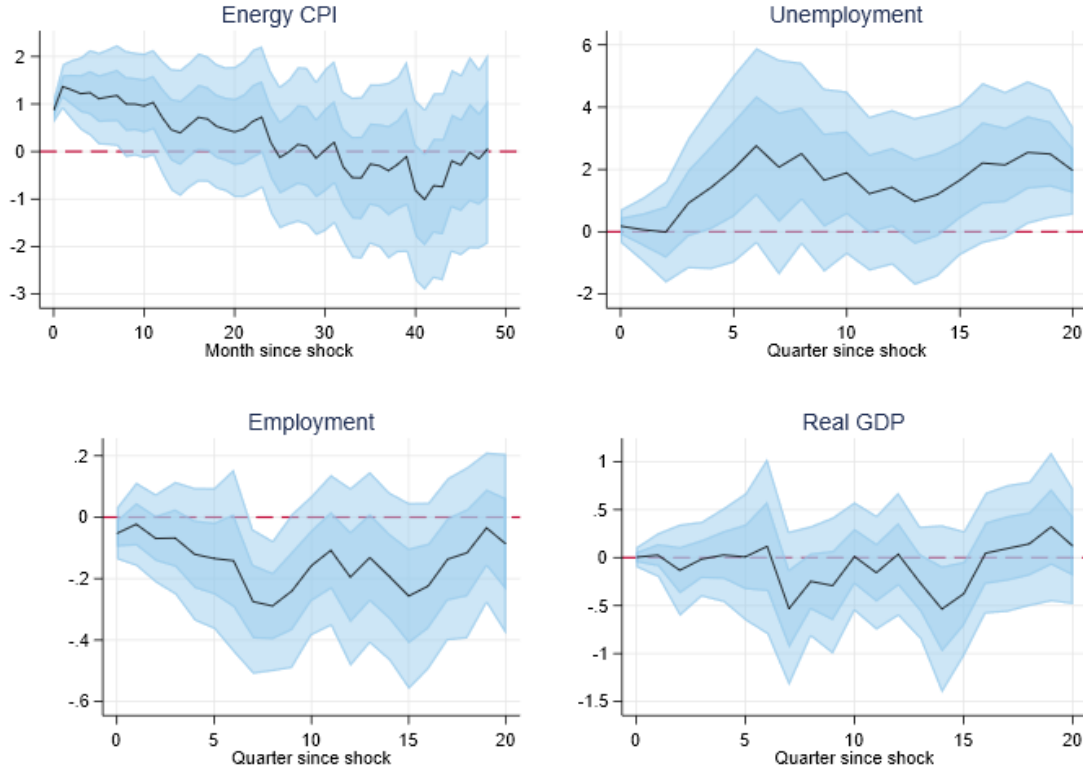 Energy CPI
2
1
0
-1
-2
-3
0 10 20 30 40 50
Month since shock
Unemployment
6
4
2
0
-2
0 5 10 15 20
Quarter since shock
Employment
.2
0
-.2
-.4
-.6
0 5 10 15 20
Quarter since shock
Real GDP
1
.5
0
-.5
-1
-1.5
0 5 10 15 20
Quarter since shock